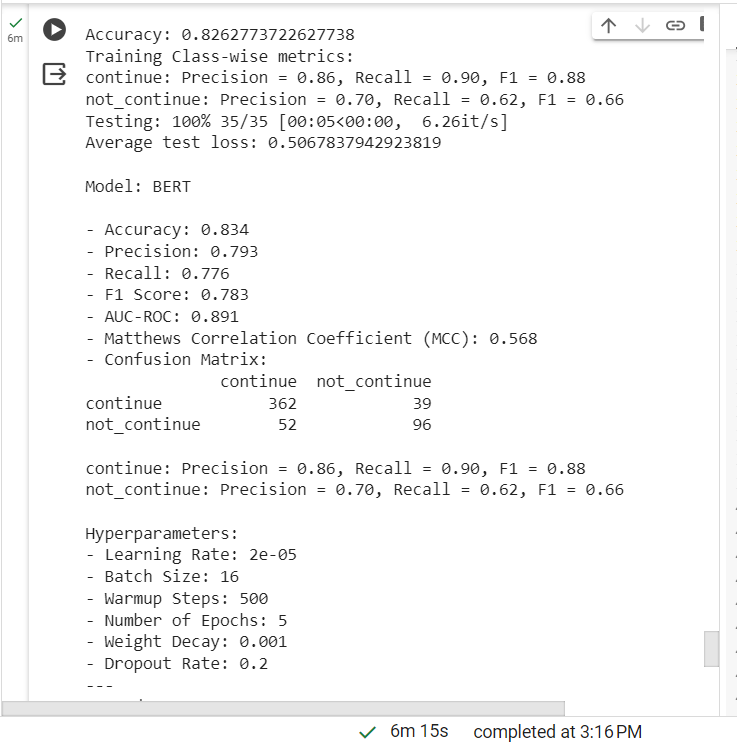 6m
Accuracy: 0.8262773722627738
Training Class-wise metrics:
continue: Precision = 0.86, Recall = 0.90, F1 = 0.88
not_continue: Precision = 0.70, Recall = 0.62, F1 = 0.66
Testing: 100% 35/35 [00:05<00:00,  6.26it/s]
Average test loss: 0.5067837942923819
Model: BERT
- Accuracy: 0.834
- Precision: 0.793
- Recall: 0.776
- F1 Score: 0.783
- AUC-ROC: 0.891
- Matthews Correlation Coefficient (MCC): 0.568
- Confusion Matrix:
continue  not_continue
continue 362 39
not_continue 52 96
continue: Precision = 0.86, Recall = 0.90, F1 = 0.88
not_continue: Precision = 0.70, Recall = 0.62, F1 = 0.66
Hyperparameters:
- Learning Rate: 2e-05
- Batch Size: 16
- Warmup Steps: 500
- Number of Epochs: 5
- Weight Decay: 0.001
- Dropout Rate: 0.2
---
6m 15s completed at 3:16 PM